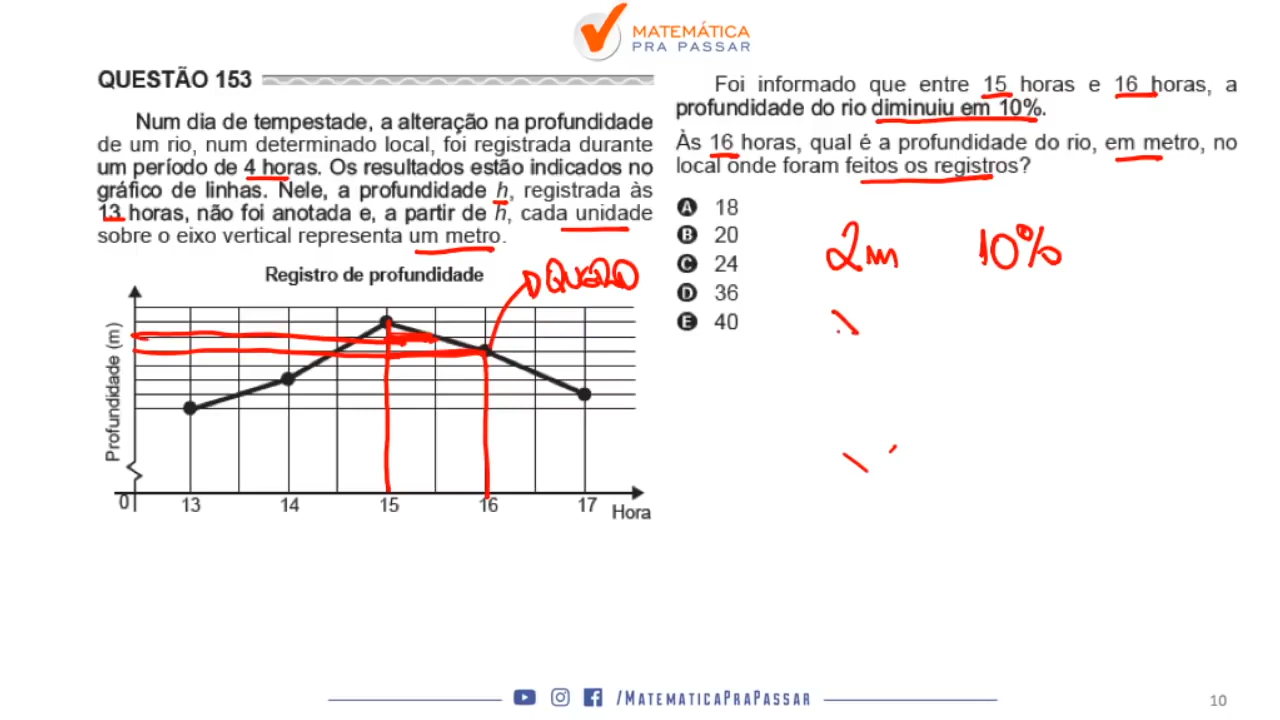 MATEMÁTICA
PRA PASSAR
QUESTÃO 153
Num dia de tempestade, a alteração na profundidade
de um rio, num determinado local, foi registrada durante
um período de 4 horas. Os resultados estão indicados no
gráfico de linhas. Nele, a profundidade h, registrada às
13 horas, não foi anotada e, a partir de h, cada unidade
sobre o eixo vertical representa um metro.
Registro de profundidade
Profundidade (m)
0
13
14
15
16
17
Hora
Foi informado que entre 15 horas e 16 horas, a
profundidade do rio diminuiu em 10%.
Às 16 horas, qual é a profundidade do rio, em metro, no
local onde foram feitos os registros?
A 18
B 20
C 24
D 36
E 40
2m 10%
/MatematicaPraPassar
10